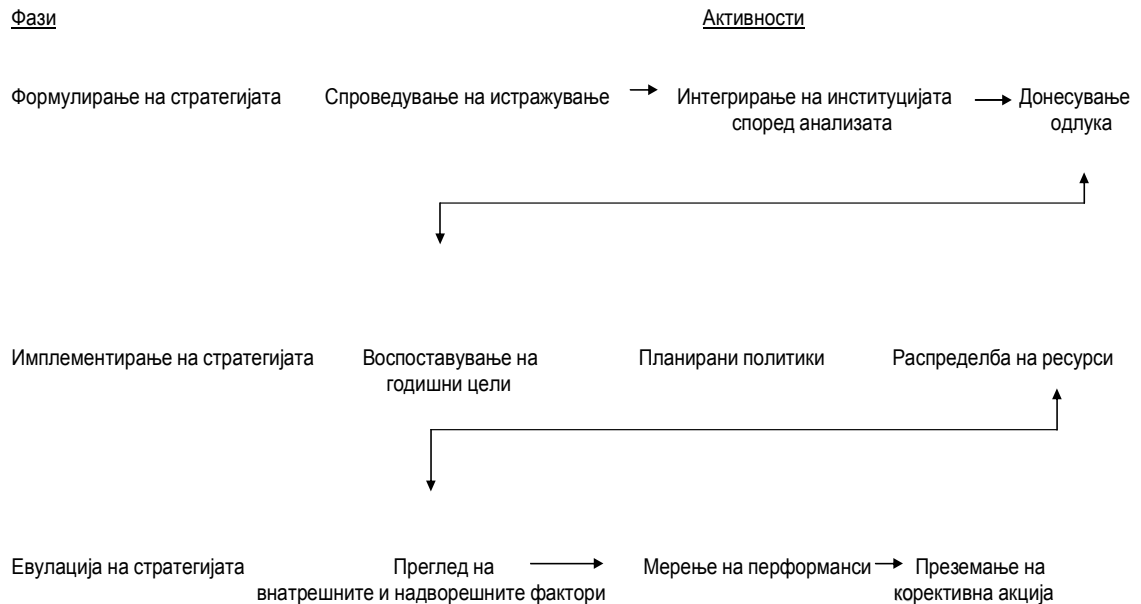 Фази Активности
Формулирање на стратегијата Спроведување на истражување Интегрирање на институцијата Донесување
според анализата одлука
Имплементирање на стратегијата Воспоставување на Планирани политики Распределба на ресурси
годишни цели
Евулација на стратегијата Преглед на Мерење на перформанси Преземање на
внатрешните и надворешните фактори корективна акција